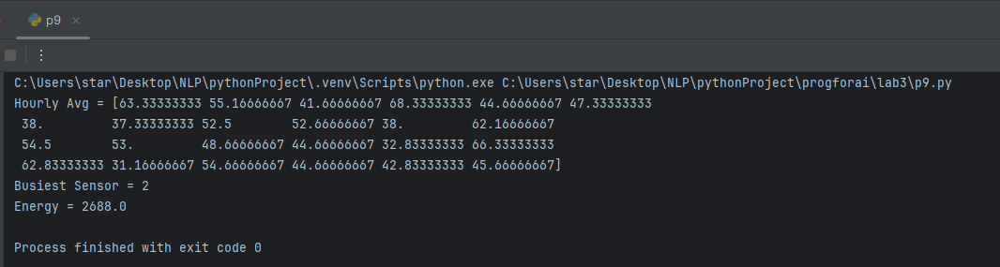 p9
C:\Users\star\Desktop\NLP\pythonProject\.venv\Scripts\python.exe C:\Users\star\Desktop\NLP\pythonProject\progforai\lab3\p9.py
Hourly Avg = [63.33333333 55.16666667 41.66666667 68.33333333 44.66666667 47.33333333
 38.         37.33333333 52.5        52.66666667 38.         62.16666667
 54.5        53.         48.66666667 44.66666667 32.83333333 66.33333333
 62.83333333 31.16666667 54.66666667 44.66666667 42.83333333 45.66666667]
Busiest Sensor = 2
Energy = 2688.0
Process finished with exit code 0